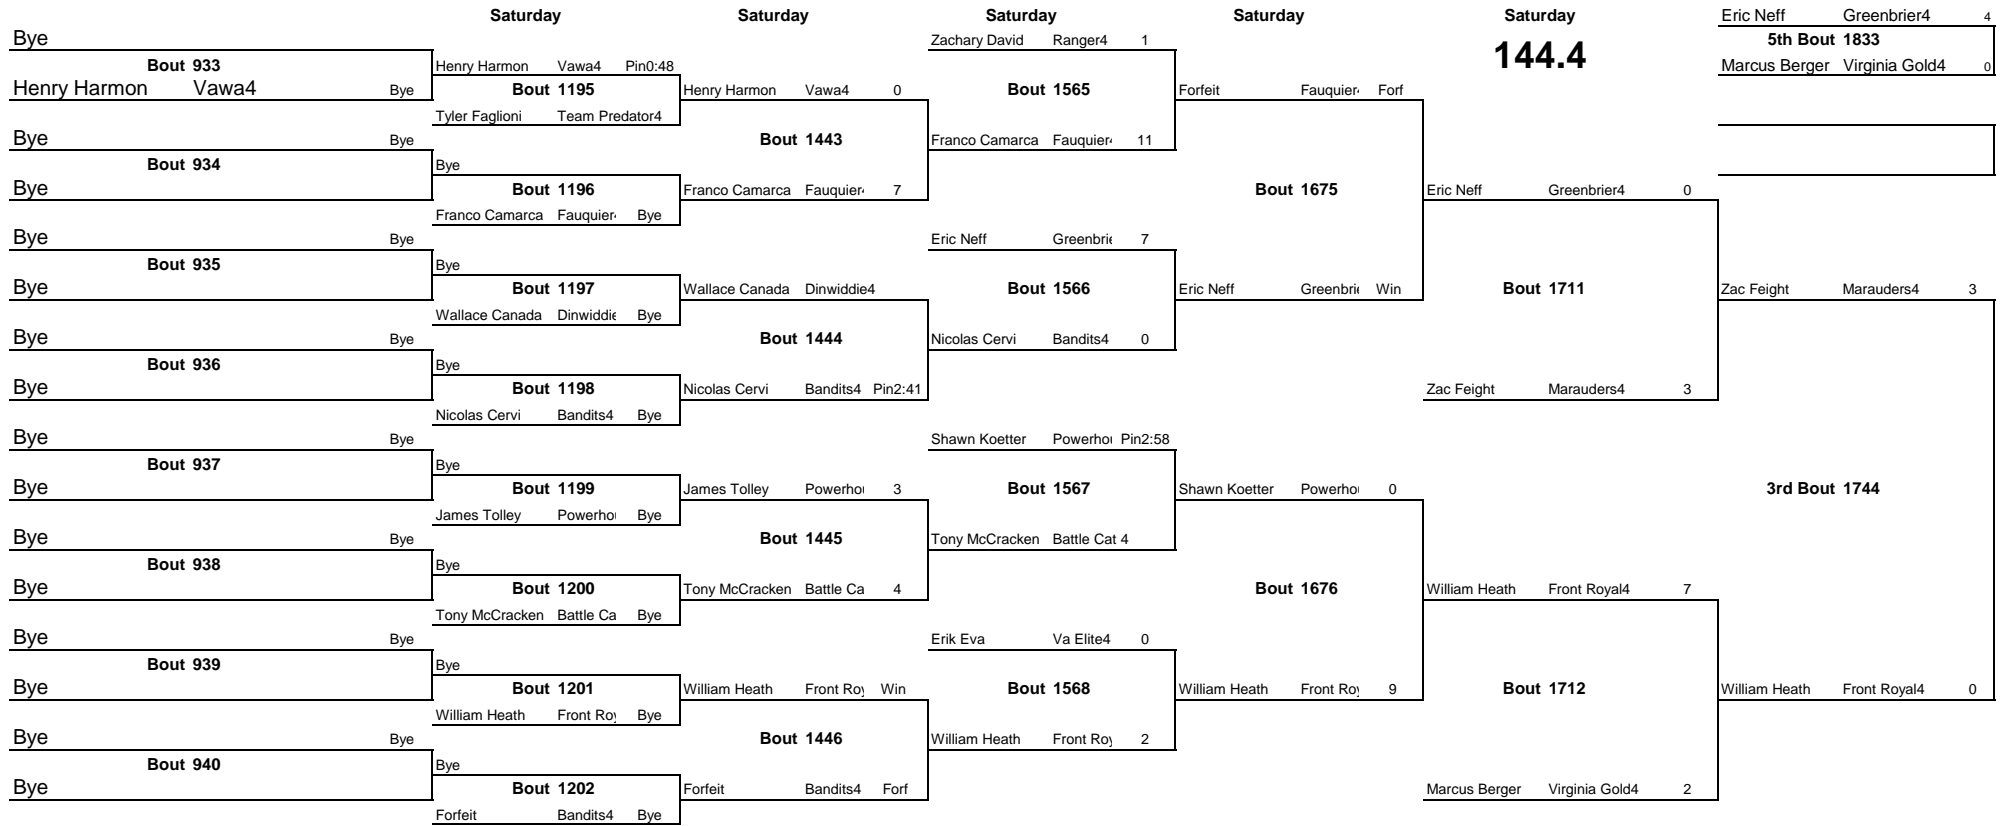 Saturday Saturday Saturday Saturday Saturday Eric Neff Greenbrier4 4
Bye Zachary David Ranger4 1 144.4 5th Bout 1833
Bout 933 Henry Harmon Vawa4 Pin0:48 Marcus Berger Virginia Gold4 0
Henry Harmon Vawa4 Bye Bout 1195 Henry Harmon Vawa4 0 Bout 1565 Forfeit Fauquier4 Forf
Tyler Faglioni Team Predator4
Bye Bye Bout 1443 Franco Camarca Fauquier4 11
Bout 934 Bye
Bye Bout 1196 Franco Camarca Fauquier4 7 Bout 1675 Eric Neff Greenbrier4 0
Franco Camarca Fauquier Bye
Bye Bye Eric Neff Greenbrie 7
Bout 935 Bye
Bye Bout 1197 Wallace Canada Dinwiddie4 Bout 1566 Eric Neff Greenbrie Win Bout 1711 Zac Feight Marauders4 3
Wallace Canada Dinwiddie Bye
Bye Bye Bout 1444 Nicolas Cervi Bandits4 0
Bout 936 Bye
Bye Bout 1198 Nicolas Cervi Bandits4 Pin2:41 Zac Feight Marauders4 3
Nicolas Cervi Bandits4 Bye
Bye Bye Shawn Koetter Powerhou Pin2:58
Bout 937 Bye
Bye Bout 1199 James Tolley Powerhou 3 Bout 1567 Shawn Koetter Powerhou 0 3rd Bout 1744
James Tolley Powerhou Bye
Bye Bye Bout 1445 Tony McCracken Battle Cat 4
Bout 938 Bye
Bye Bout 1200 Tony McCracken Battle Ca 4 Bout 1676 William Heath Front Royal4 7
Tony McCracken Battle Ca Bye
Bye Bye Erik Eva Va Elite4 0
Bout 939 Bye
Bye Bout 1201 William Heath Front Roy Win Bout 1568 William Heath Front Roy 9 Bout 1712 William Heath Front Royal4 0
William Heath Front Roy Bye
Bye Bye Bout 1446 William Heath Front Roy 2
Bout 940 Bye
Bye Bout 1202 Forfeit Bandits4 Forf Marcus Berger Virginia Gold4 2
Forfeit Bandits4 Bye